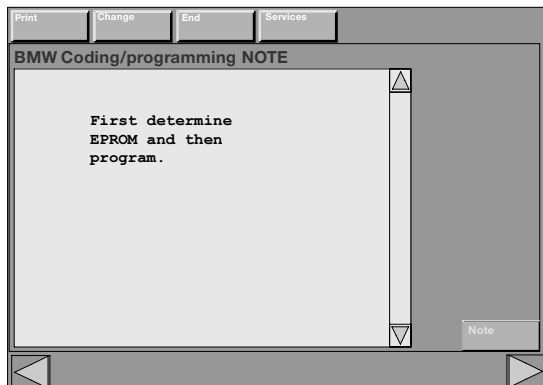 Print Change End Services
BMW Coding/programming NOTE
First determine
EPROM and then
program.
Note